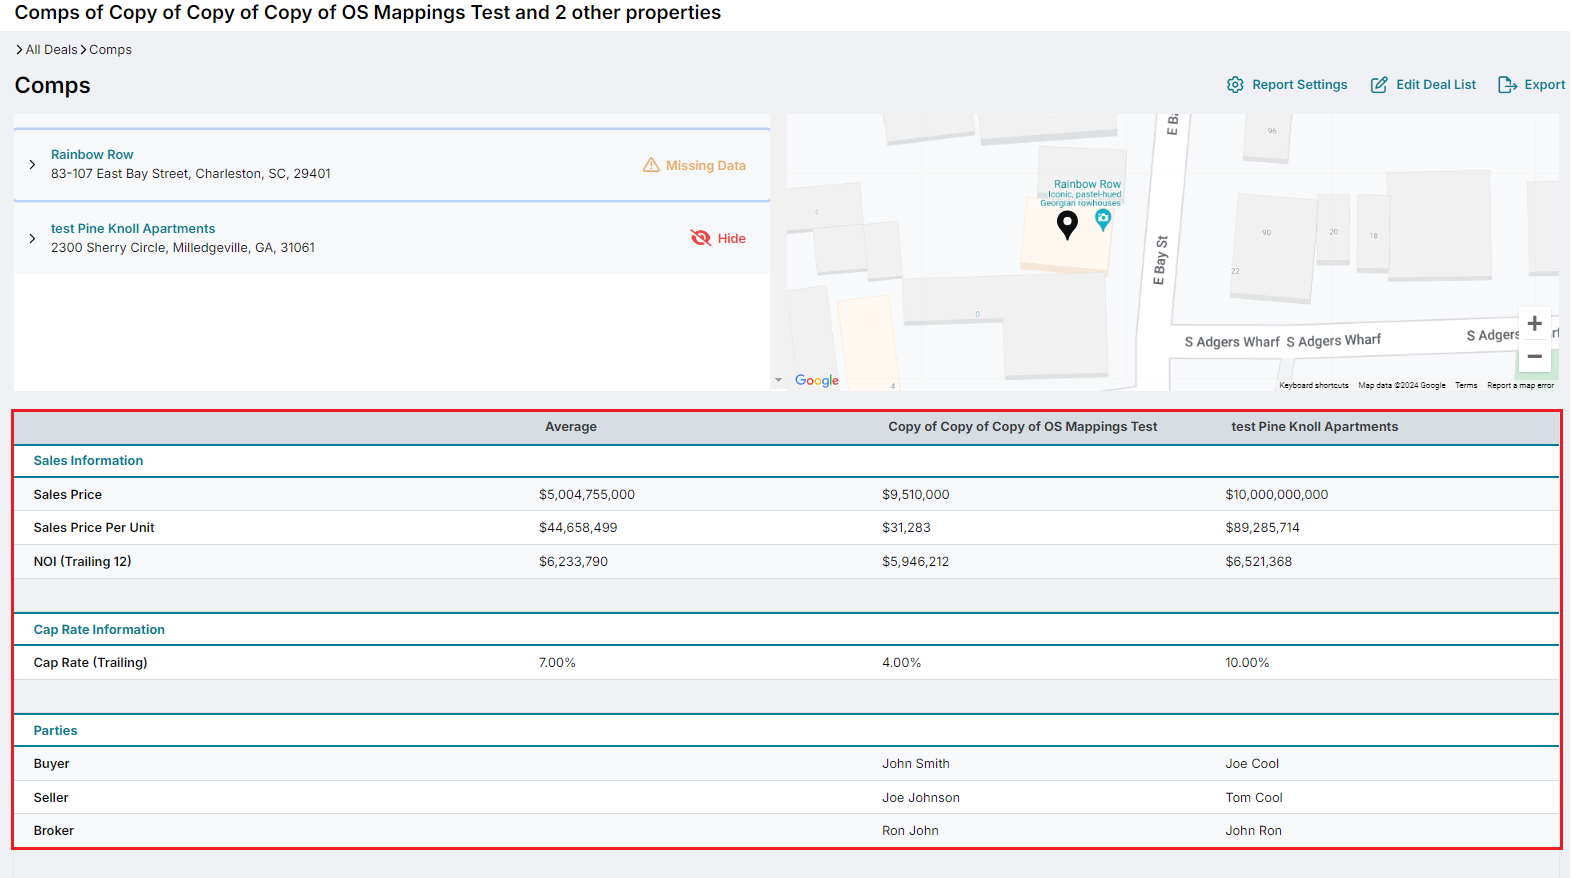 Comps of Copy of Copy of Copy of OS Mappings Test and 2 other properties
All Deals Comps
Comps
Report Settings Edit Deal List Export
Rainbow Row
83-107 East Bay Street, Charleston, SC, 29401
Missing Data
test Pine Knoll Apartments
2300 Sherry Circle, Milledgeville, GA, 31061
Hide
E Ba
96
Rainbow Row
Iconic, pastel-hued
Georgian rowhouses
90
20
18
E Bay St
22
0
S Adgers Wharf S Adgers Wharf
S Adgers
4
Google
Keyboard shortcuts Map data ©2024 Google Terms Report a map error
Average Copy of Copy of Copy of OS Mappings Test test Pine Knoll Apartments
Sales Information
Sales Price $5,004,755,000 $9,510,000 $10,000,000,000
Sales Price Per Unit $44,658,499 $31,283 $89,285,714
NOI (Trailing 12) $6,233,790 $5,946,212 $6,521,368
Cap Rate Information
Cap Rate (Trailing) 7.00% 4.00% 10.00%
Parties
Buyer John Smith Joe Cool
Seller Joe Johnson Tom Cool
Broker Ron John John Ron